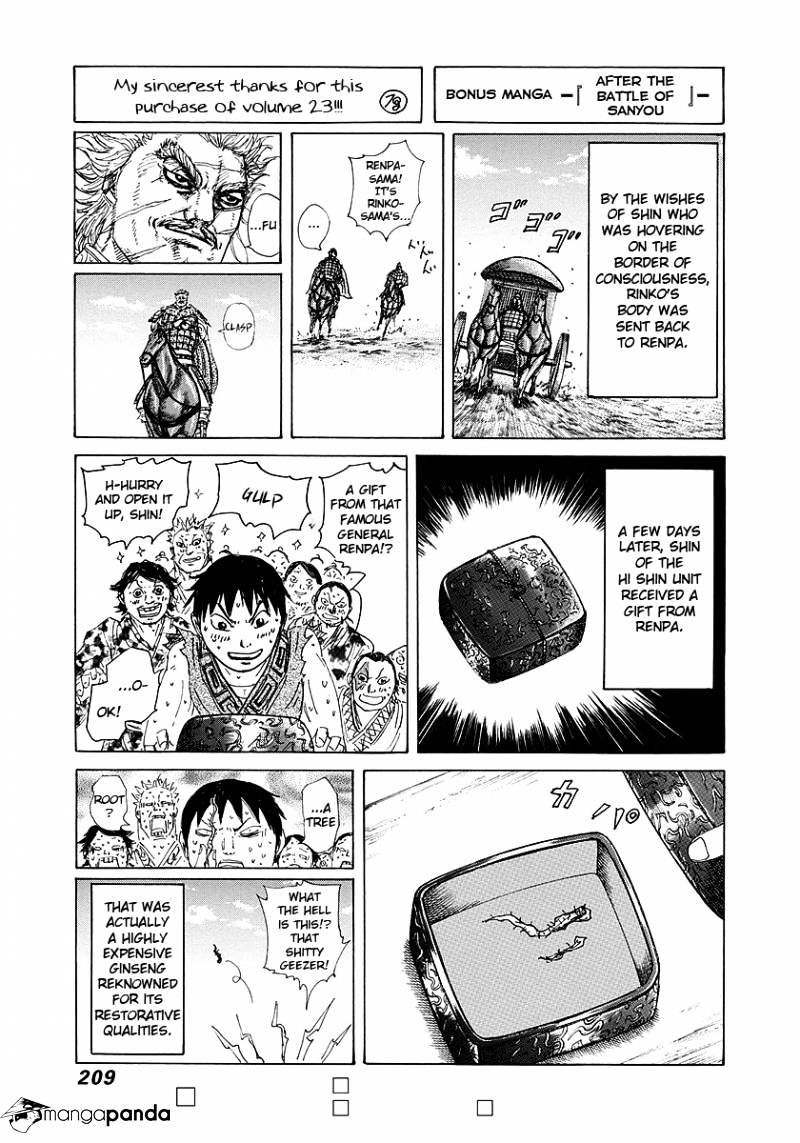 BONUS MANGA -『
AFTER THE
BATTLE OF
SANYOU
』-
My sincerest thanks for this
purchase of volume 23!!!
BY THE WISHES
OF SHIN WHO
WAS HOVERING
ON THE
BORDER OF
CONSCIOUSNESS,
RINKO'S
BODY WAS
SENT BACK
TO RENPA.
ゴゴゴ
RENPA-
SAMA!
IT'S
RINKO-
SAMA'S...
...
...FU
CLASP
A FEW DAYS
LATER, SHIN
OF THE
HI SHIN UNIT
RECEIVED A
GIFT FROM
RENPA.
A GIFT
FROM THAT
FAMOUS
GENERAL
RENPA!?
GULP
H-HURRY
AND OPEN IT
UP, SHIN!
...O-
OK!
...A
TREE
ROOT
?
WHAT
THE HELL
IS THIS!?
THAT
SHITTY
GEEZER!
THAT WAS
ACTUALLY
A HIGHLY
EXPENSIVE
GINSENG
REKNOWNED
FOR ITS
RESTORATIVE
QUALITIES.
209
mangapanda